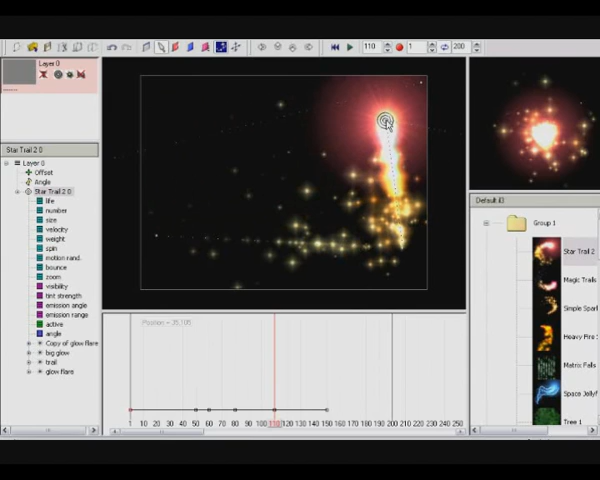 110
1
200
Layer 0
Star Trail 2 0
Layer 0
Offset
Angle
Star Trail 2 0
life
number
size
velocity
weight
spin
motion rand.
bounce
zoom
visibility
tint strength
emission angle
emission range
active
angle
Copy of glow flare
big glow
trail
glow flare
Default
Group 1
Star Trail 2
Magic Trails
Simple Spark
Heavy Fire
Matrix Falls
Space Jellyf
Tree 1
1 10 20 30 40 50 60 70 80 90 100 110 120 130 140 150 160 170 180 190 200 210 220 230 240 250